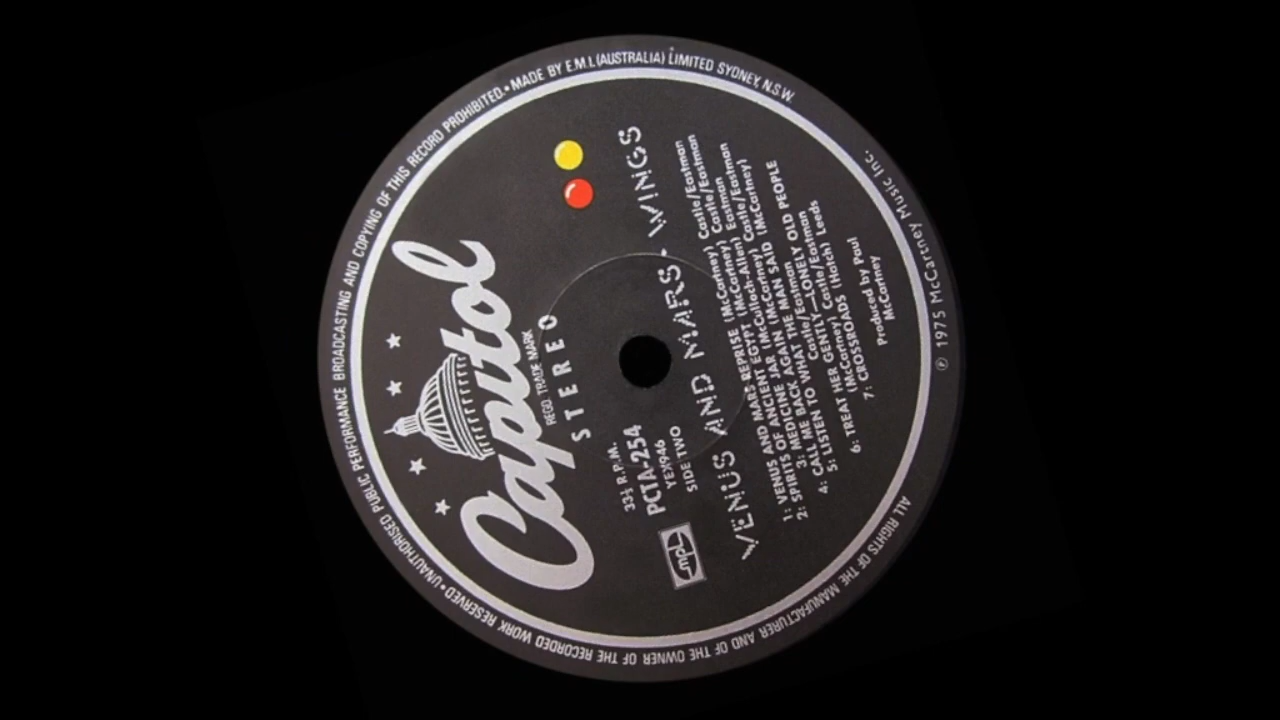 UNAUTHORISED PUBLIC PERFORMANCE BROADCASTING AND COPYING OF THIS RECORD PROHIBITED • MADE BY E.M.I. (AUSTRALIA) LIMITED SYDNEY, N.S.W.
Capitol
REGD. TRADE MARK
STEREO
33⅓ R.P.M.
PCTA-254
YEX946
SIDE TWO
mpl
VENUS AND MARS • WINGS
1: VENUS AND MARS REPRISE (McCartney) Castle/Eastman
2: SPIRITS OF ANCIENT EGYPT (McCartney) Castle/Eastman
3: MEDICINE JAR (McCulloch-Allen) Eastman
CALL ME BACK AGAIN (McCartney) Castle/Eastman
4: LISTEN TO WHAT THE MAN SAID (McCartney)
Castle/Eastman
5: TREAT HER GENTLY—LONELY OLD PEOPLE
(McCartney) Castle/Eastman
6: CROSSROADS (Hatch) Leeds
7:
Produced by Paul
McCartney
℗ 1975 McCartney Music Inc.
ALL RIGHTS OF THE MANUFACTURER AND OF THE OWNER OF THE RECORDED WORK RESERVED •